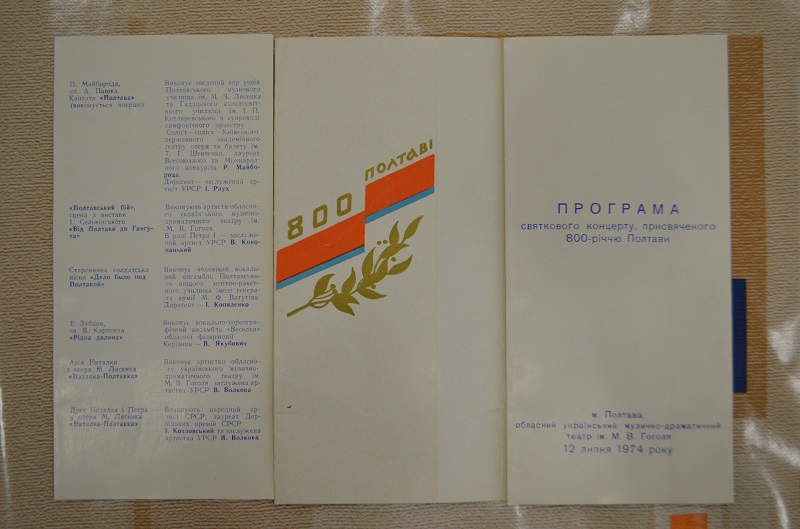 П. Майборода,
сл. А. Пашка
Кантата «Полтава»
(виконується вперше)
Виконує зведений хор учнів
Полтавського музичного
училища ім. М. В. Лисенка
та Гадяцького культосвіт-
нього училища ім. І. П.
Котляревського в супроводі
симфонічного оркестру —
Соліст — соліст Київського
державного академічного
театру опери та балету ім.
Т. Г. Шевченка, лауреат
Всесоюзного та Міжнарод-
ного конкурсів Р. Майбо-
рода
Диригент — заслужений ар-
тист УРСР І. Раух
«Полтавський бій»,
сцена з вистави
І. Сельвінського
«Від Полтави до Гангу-
та»
Виконують артисти обласно-
го українського музично-
драматичного театру ім.
М. В. Гоголя
В ролі Петра І — заслуже-
ний артист УРСР В. Коно-
пацький
Старовинна солдатська
пісня «Дело было под
Полтавой»
Виконує чоловічий вокаль-
ний ансамбль Полтавсько-
го вищого зенітно-ракет-
ного училища імені генера-
ла армії М. Ф. Ватутіна
Диригент — І. Копиленко
Е. Зубцов,
сл. В. Карпенка
«Рідна далина»
Виконує вокально-хореогра-
фічний ансамбль «Веселка»
обласної філармонії
Керівник — В. Якубович
Арія Наталки
з опери М. Лисенка
«Наталка-Полтавка»
Виконує артистка обласно-
го українського музично-
драматичного театру ім.
М. В. Гоголя заслужена ар-
тистка УРСР В. Волкова
Дует Наталки і Петра
з опери М. Лисенка
«Наталка-Полтавка»
Виконують народний ар-
тист СРСР, лауреат Дер-
жавних премій СРСР
І. Козловський та заслужена
артистка УРСР В. Волкова
800 ПОЛТАВІ
ПРОГРАМА
святкового концерту, присвяченого
800-річчю Полтави
м. Полтава
обласний український музично-драматичний
театр ім. М. В. Гоголя
12 липня 1974 року